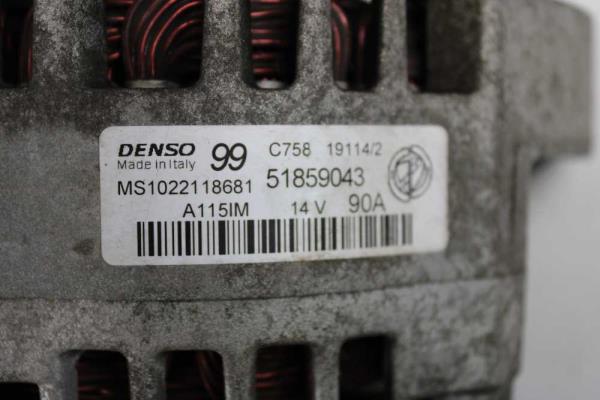 DENSO 99 C758 19114/2
Made in Italy
MS1022118681 51859043
A115IM 14 V 90A